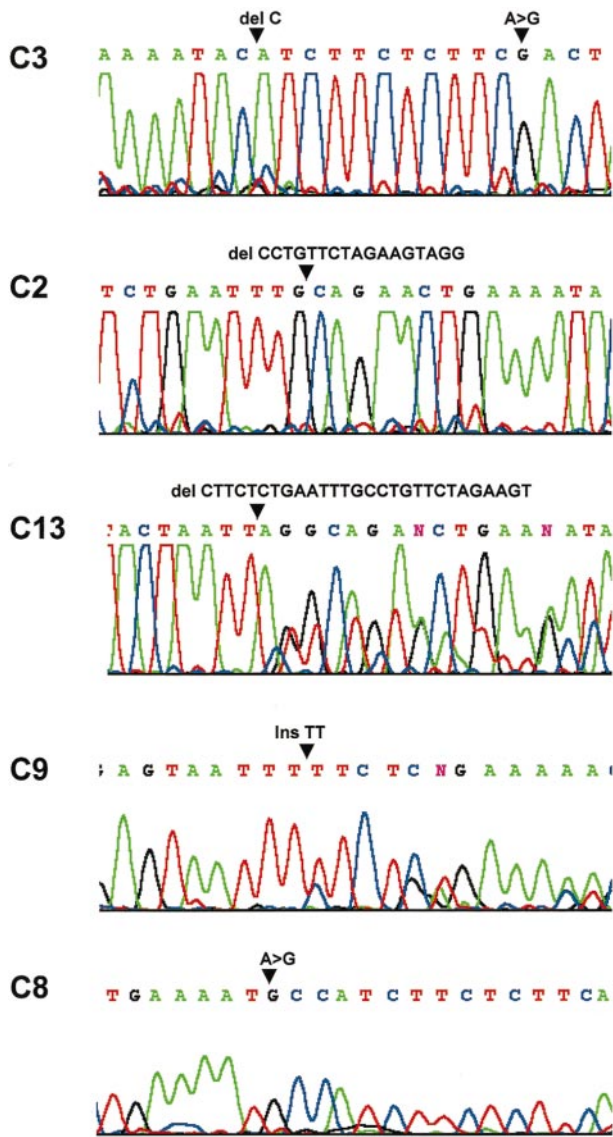 del C A>G
C3 A A A A T A C A T C T T C T C T T C G A C T
del CCTGTTCTAGAAGTAGG
C2 T C T G A A T T T G C A G A A C T G A A A A T A
del CTTCTCTGAATTTGCCTGTTCTAGAAGT
C13 T A C T A A T T A G G C A G A N C T G A A N A T A
Ins TT
C9 G A G T A A T T T T T C T C N G A A A A A
A>G
C8 T G A A A A T G C C A T C T T C T C T T C A